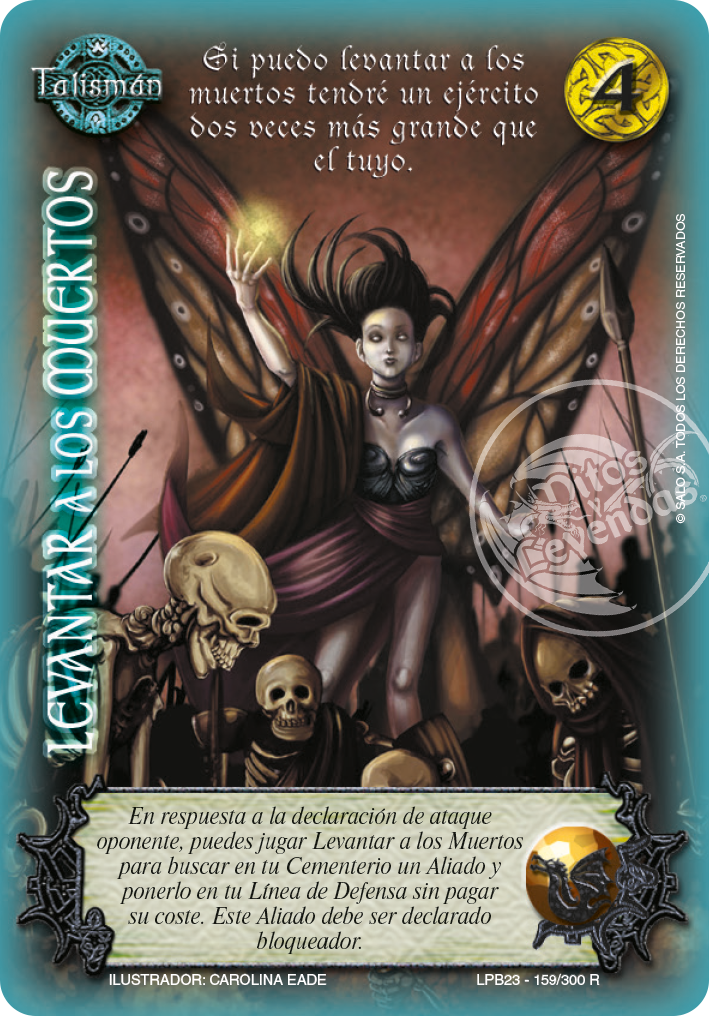 Talismán
Si puedo levantar a los
muertos tendré un ejército
dos veces más grande que
el tuyo.
4
LEVANTAR A LOS MUERTOS
© SALO S.A. TODOS LOS DERECHOS RESERVADOS
Mitos
y
Leyendas
®
En respuesta a la declaración de ataque
oponente, puedes jugar Levantar a los Muertos
para buscar en tu Cementerio un Aliado y
ponerlo en tu Línea de Defensa sin pagar
su coste. Este Aliado debe ser declarado
bloqueador.
ILUSTRADOR: CAROLINA EADE
LPB23 - 159/300 R